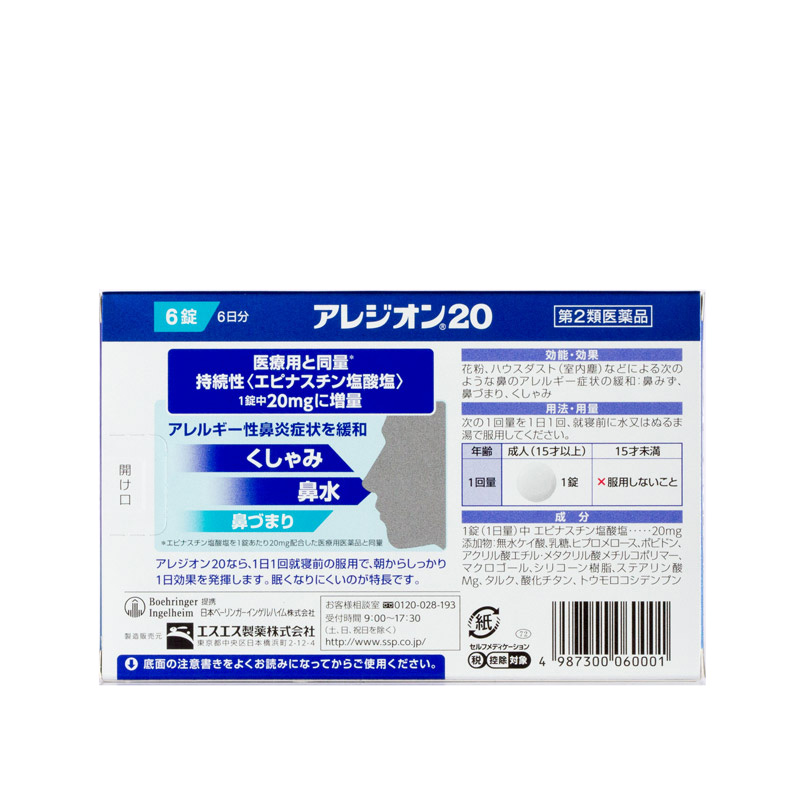 6錠 6日分
アレジオン®20
第2類医薬品
医療用と同量*
持続性〈エピナスチン塩酸塩〉
1錠中20mgに増量
アレルギー性鼻炎症状を緩和
くしゃみ
鼻水
鼻づまり
*エピナスチン塩酸塩を1錠あたり20mg配合した医療用医薬品と同量
アレジオン20なら、1日1回就寝前の服用で、朝からしっかり
1日効果を発揮します。眠くなりにくいのが特長です。
開け口
Boehringer
Ingelheim
提携
日本ベーリンガーインゲルハイム株式会社
製造販売元
エスエス製薬株式会社
東京都中央区日本橋浜町2-12-4
お客様相談室 0120-028-193
受付時間 9:00〜17:30
(土、日、祝日を除く)
http://www.ssp.co.jp/
底面の注意書きをよくお読みになってからご使用ください。
効能・効果
花粉、ハウスダスト(室内塵)などによる次の
ような鼻のアレルギー症状の緩和:鼻みず、
鼻づまり、くしゃみ
用法・用量
次の1回量を1日1回、就寝前に水又はぬるま
湯で服用してください。
年齢 成人(15才以上) 15才未満
1回量 1錠 ×服用しないこと
成分
1錠(1日量)中 エピナスチン塩酸塩……20mg
添加物:無水ケイ酸、乳糖、ヒプロメロース、ポビドン、
アクリル酸エチル・メタクリル酸メチルコポリマー、
マクロゴール、シリコーン樹脂、ステアリン酸
Mg、タルク、酸化チタン、トウモロコシデンプン
紙
セルフメディケーション
税 控除 対象
4 987300 060001